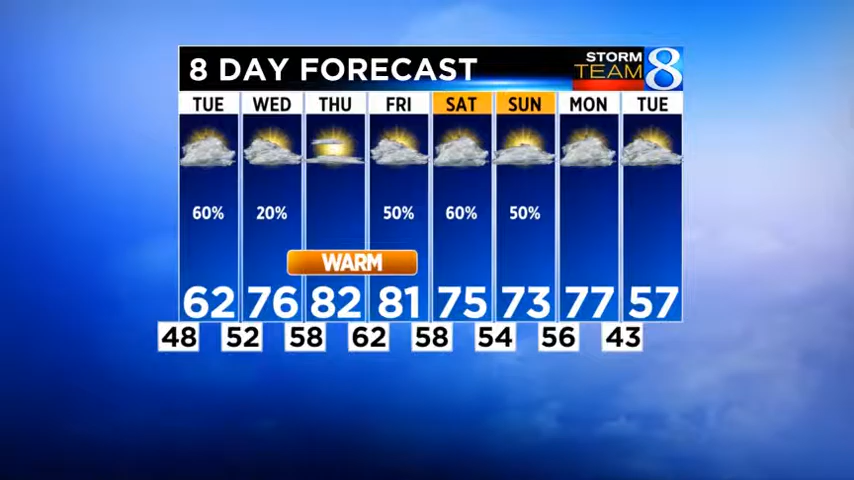 8 DAY FORECAST
STORM
TEAM 8
TUE WED THU FRI SAT SUN MON TUE
60% 20% 50% 60% 50%
WARM
62 76 82 81 75 73 77 57
48 52 58 62 58 54 56 43